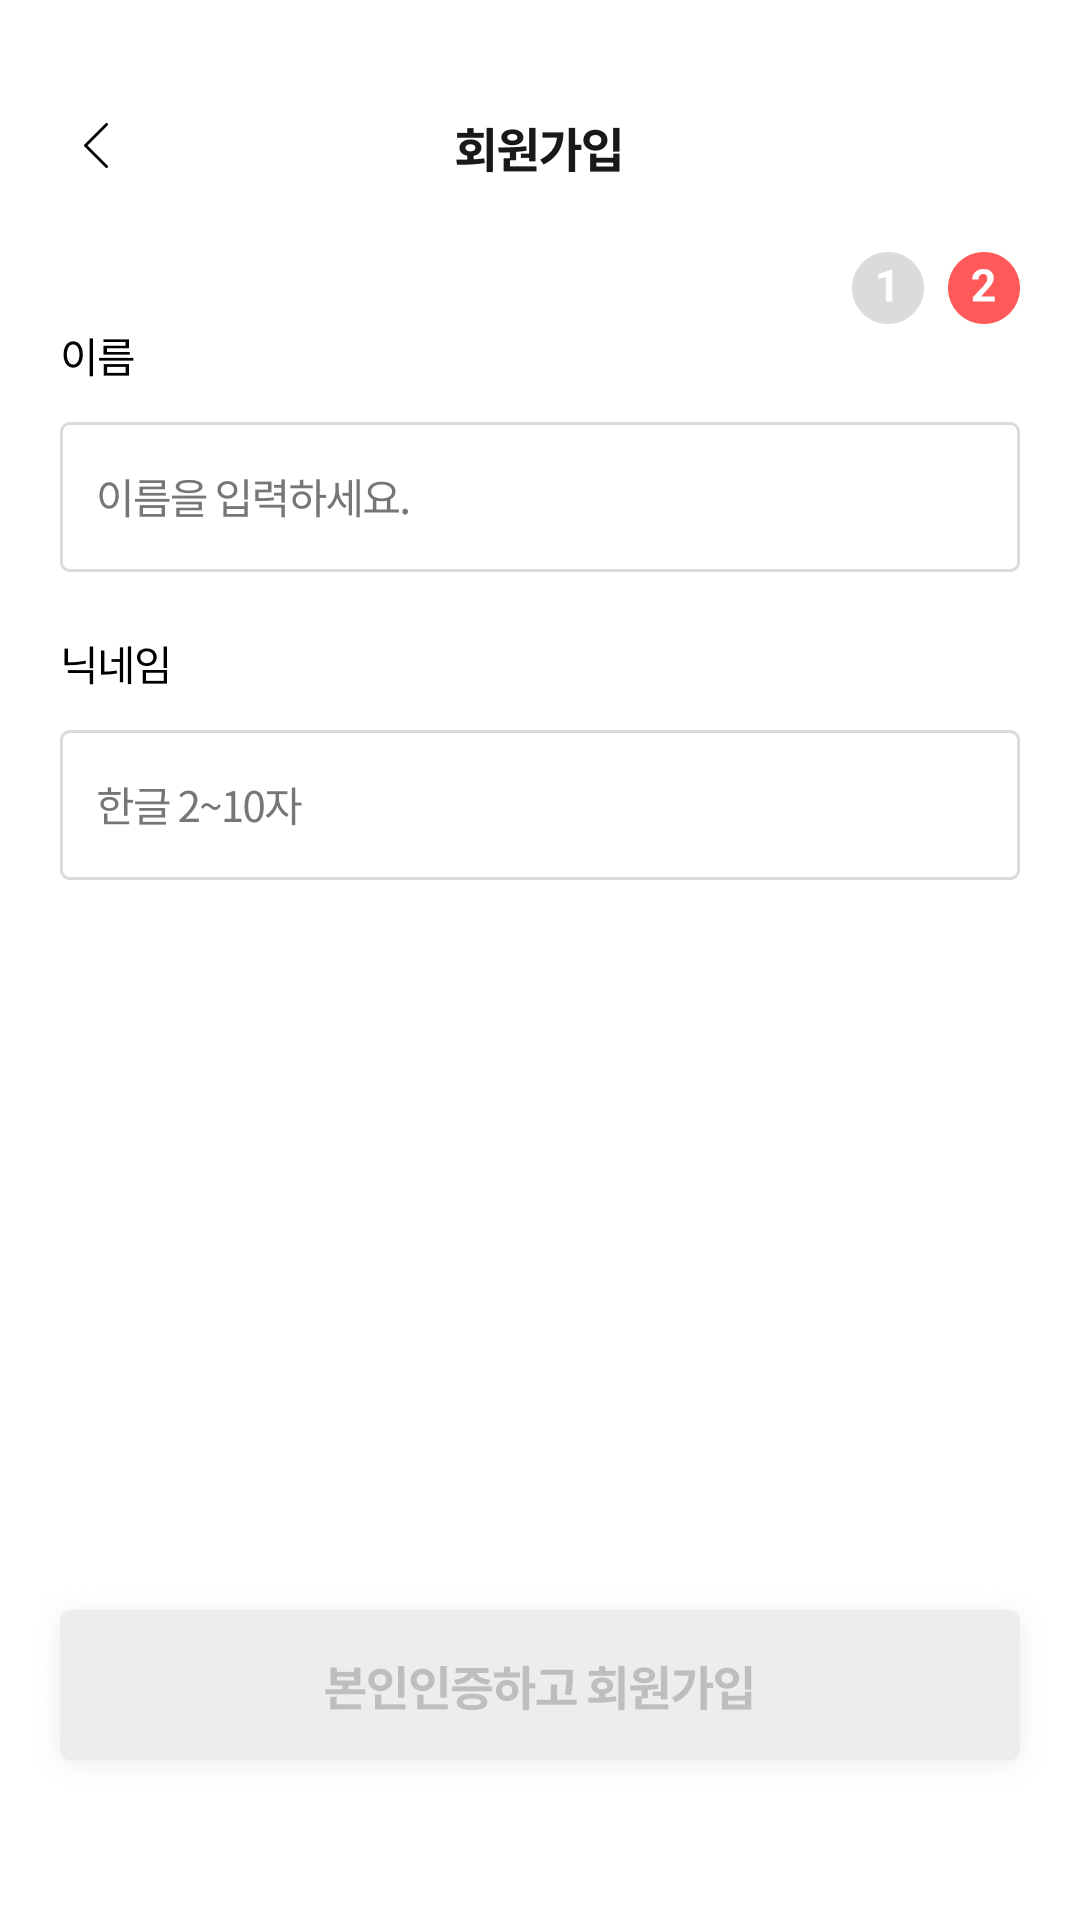 회원가입
1 2
이름
이름을 입력하세요.
닉네임
한글 2~10자
본인인증하고 회원가입